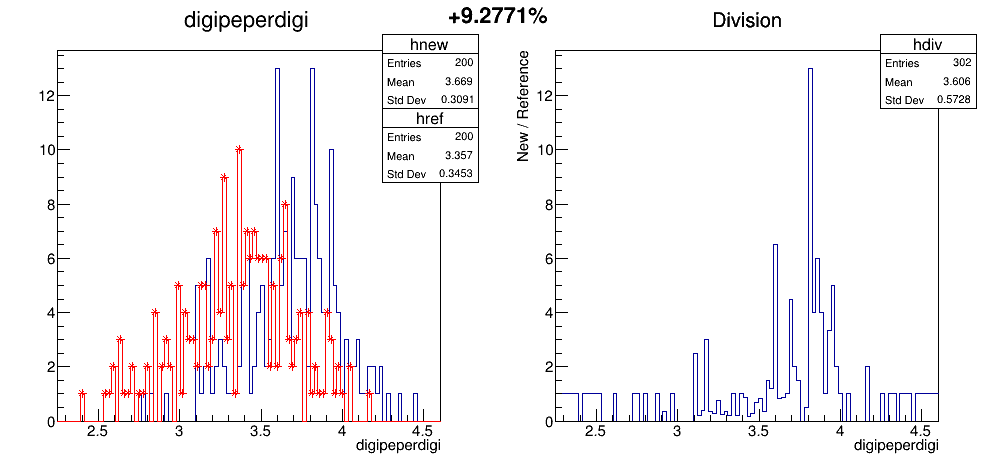 +9.2771%
digipeperdigi
hnew
Entries 200
Mean 3.669
Std Dev 0.3091
href
Entries 200
Mean 3.357
Std Dev 0.3453
12
10
8
6
4
2
0
2.5 3 3.5 4 4.5
digipeperdigi
Division
hdiv
Entries 302
Mean 3.606
Std Dev 0.5728
New / Reference
12
10
8
6
4
2
0
2.5 3 3.5 4 4.5
digipeperdigi